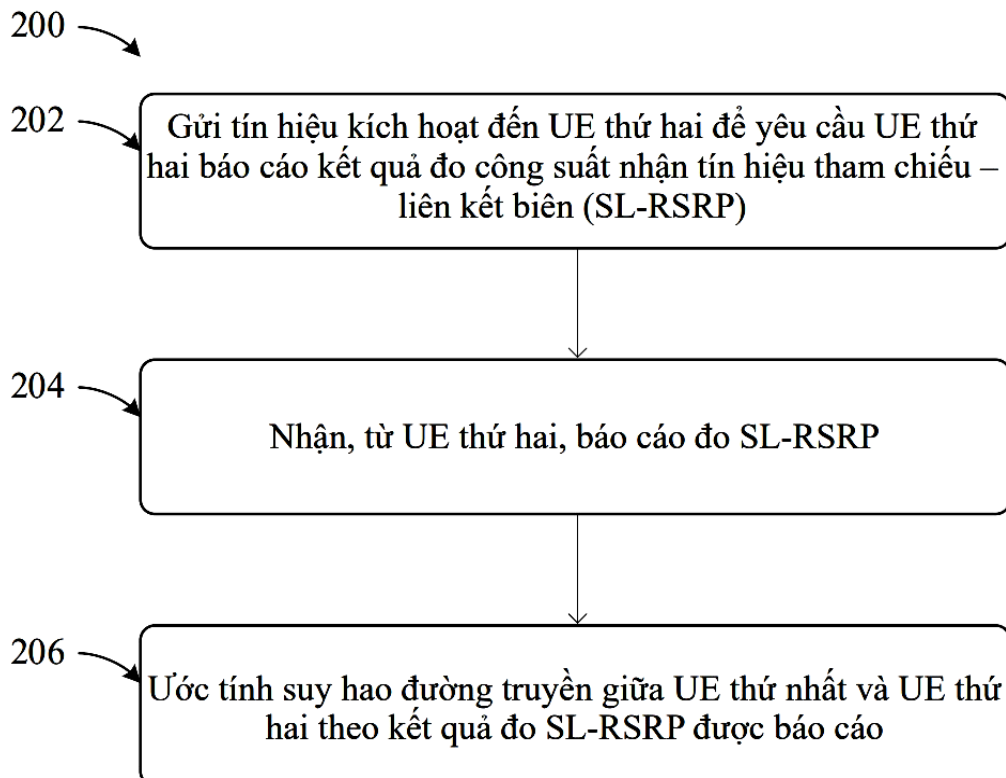 200
202
Gửi tín hiệu kích hoạt đến UE thứ hai để yêu cầu UE thứ
hai báo cáo kết quả đo công suất nhận tín hiệu tham chiếu –
liên kết biên (SL-RSRP)
204
Nhận, từ UE thứ hai, báo cáo đo SL-RSRP
206
Ước tính suy hao đường truyền giữa UE thứ nhất và UE thứ
hai theo kết quả đo SL-RSRP được báo cáo